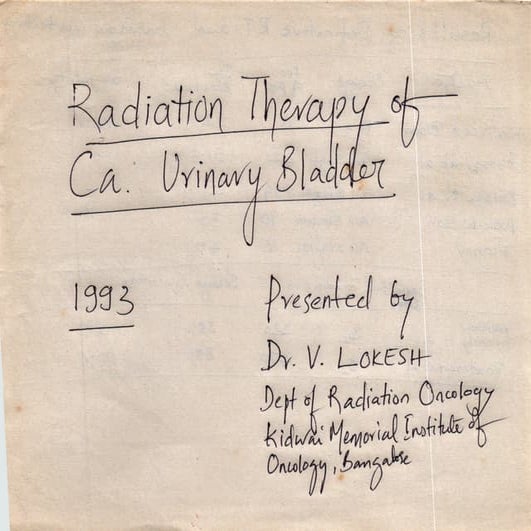 Radiation Therapy of
Ca. Urinary Bladder
1993
Presented by
Dr. V. LOKESH
Dept of Radiation Oncology
Kidwai Memorial Institute of
Oncology, Bangalore